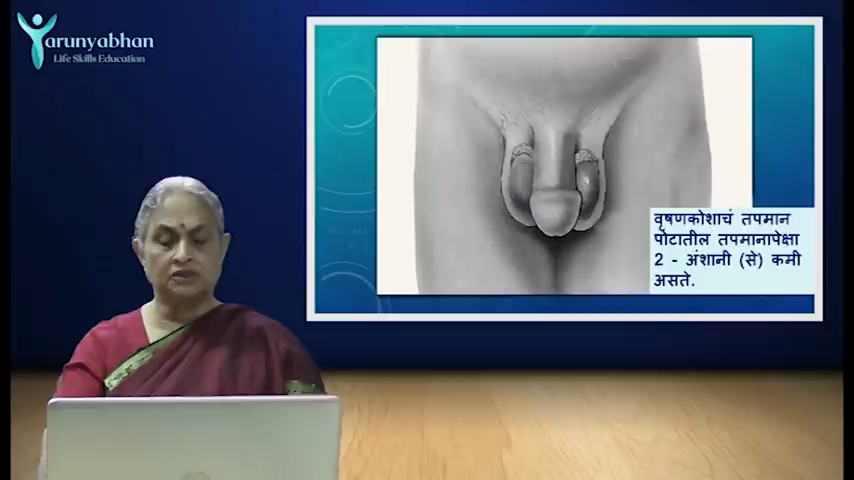 Tarunyabhan
Life Skills Education
वृषणकोशाचं तपमान
पोटातील तपमानापेक्षा
2 - अंशानी (से) कमी
असते.